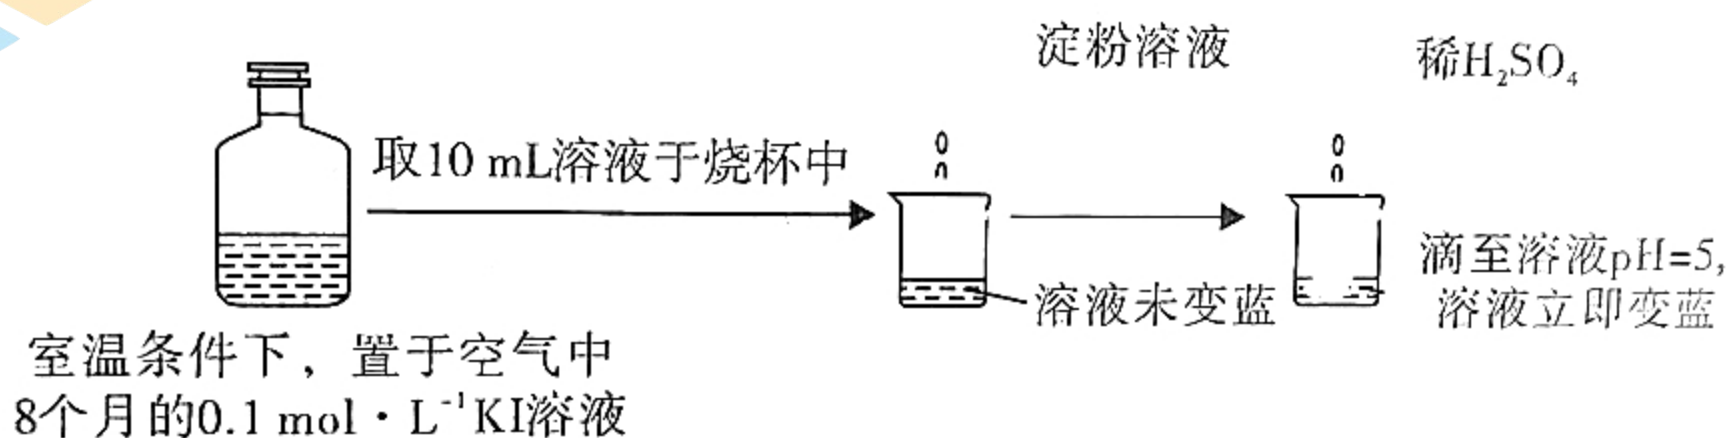 淀粉溶液
稀H₂SO₄
取10 mL溶液于烧杯中
溶液未变蓝
滴至溶液pH=5,
溶液立即变蓝
室温条件下，置于空气中
8个月的0.1 mol·L⁻¹KI溶液